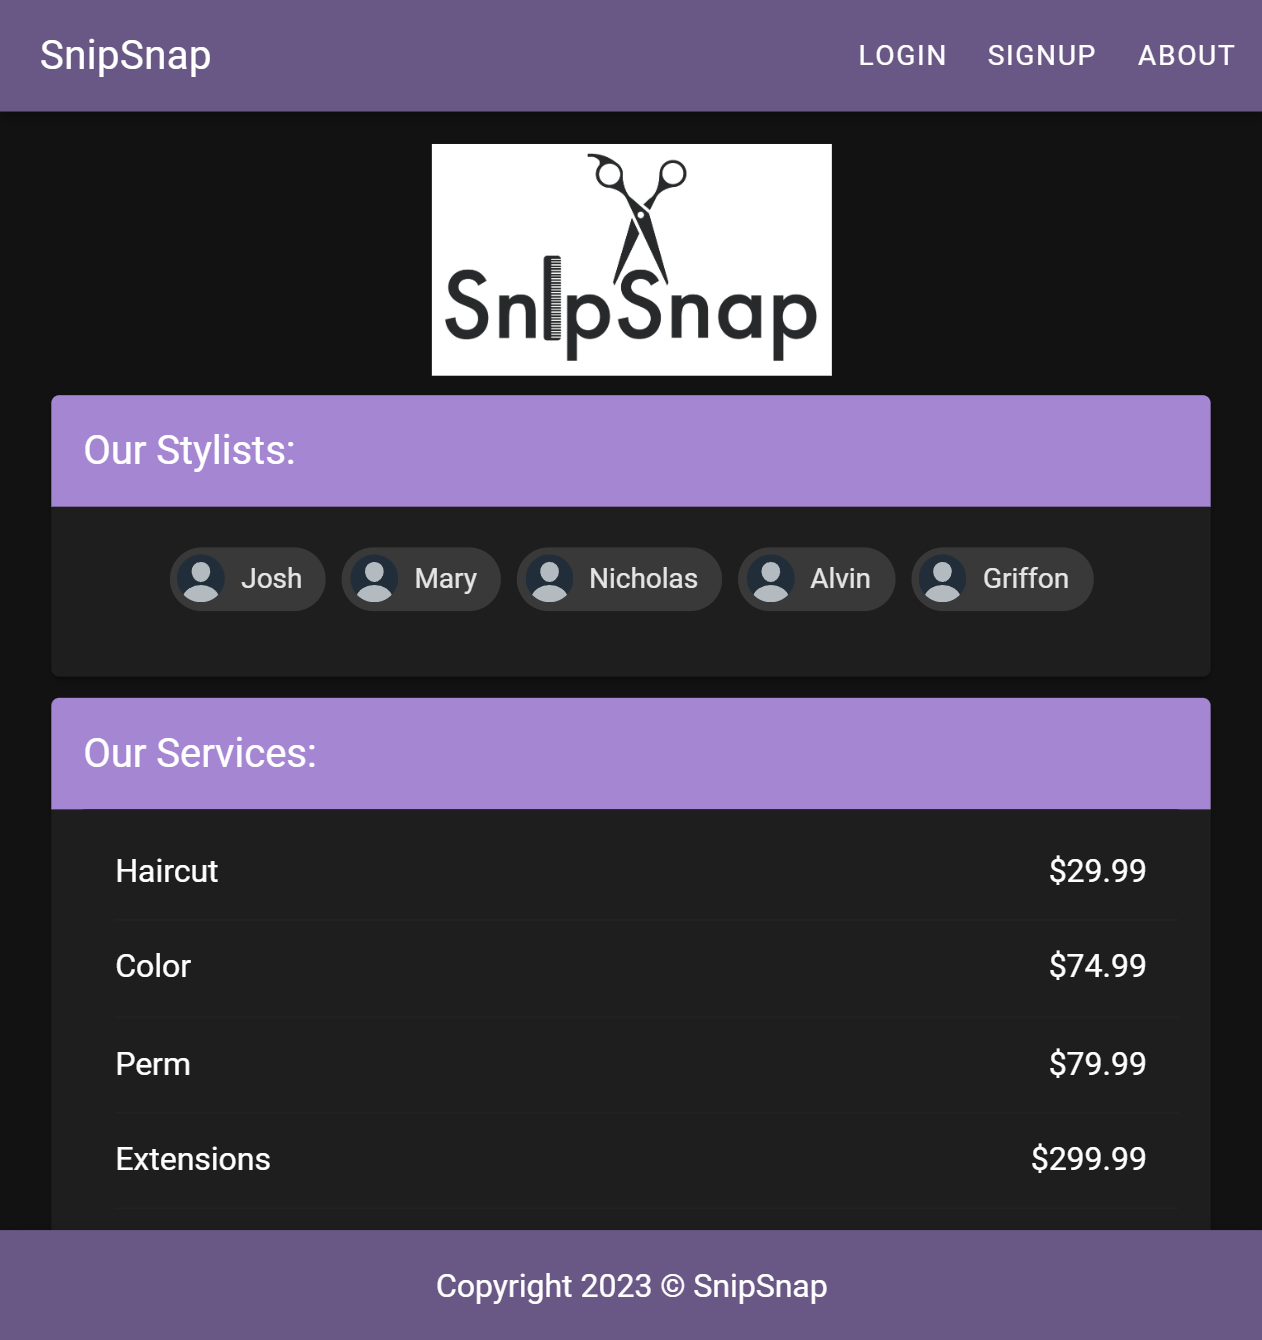 SnipSnap LOGIN SIGNUP ABOUT
SnipSnap
Our Stylists:
Josh Mary Nicholas Alvin Griffon
Our Services:
Haircut $29.99
Color $74.99
Perm $79.99
Extensions $299.99
Copyright 2023 © SnipSnap